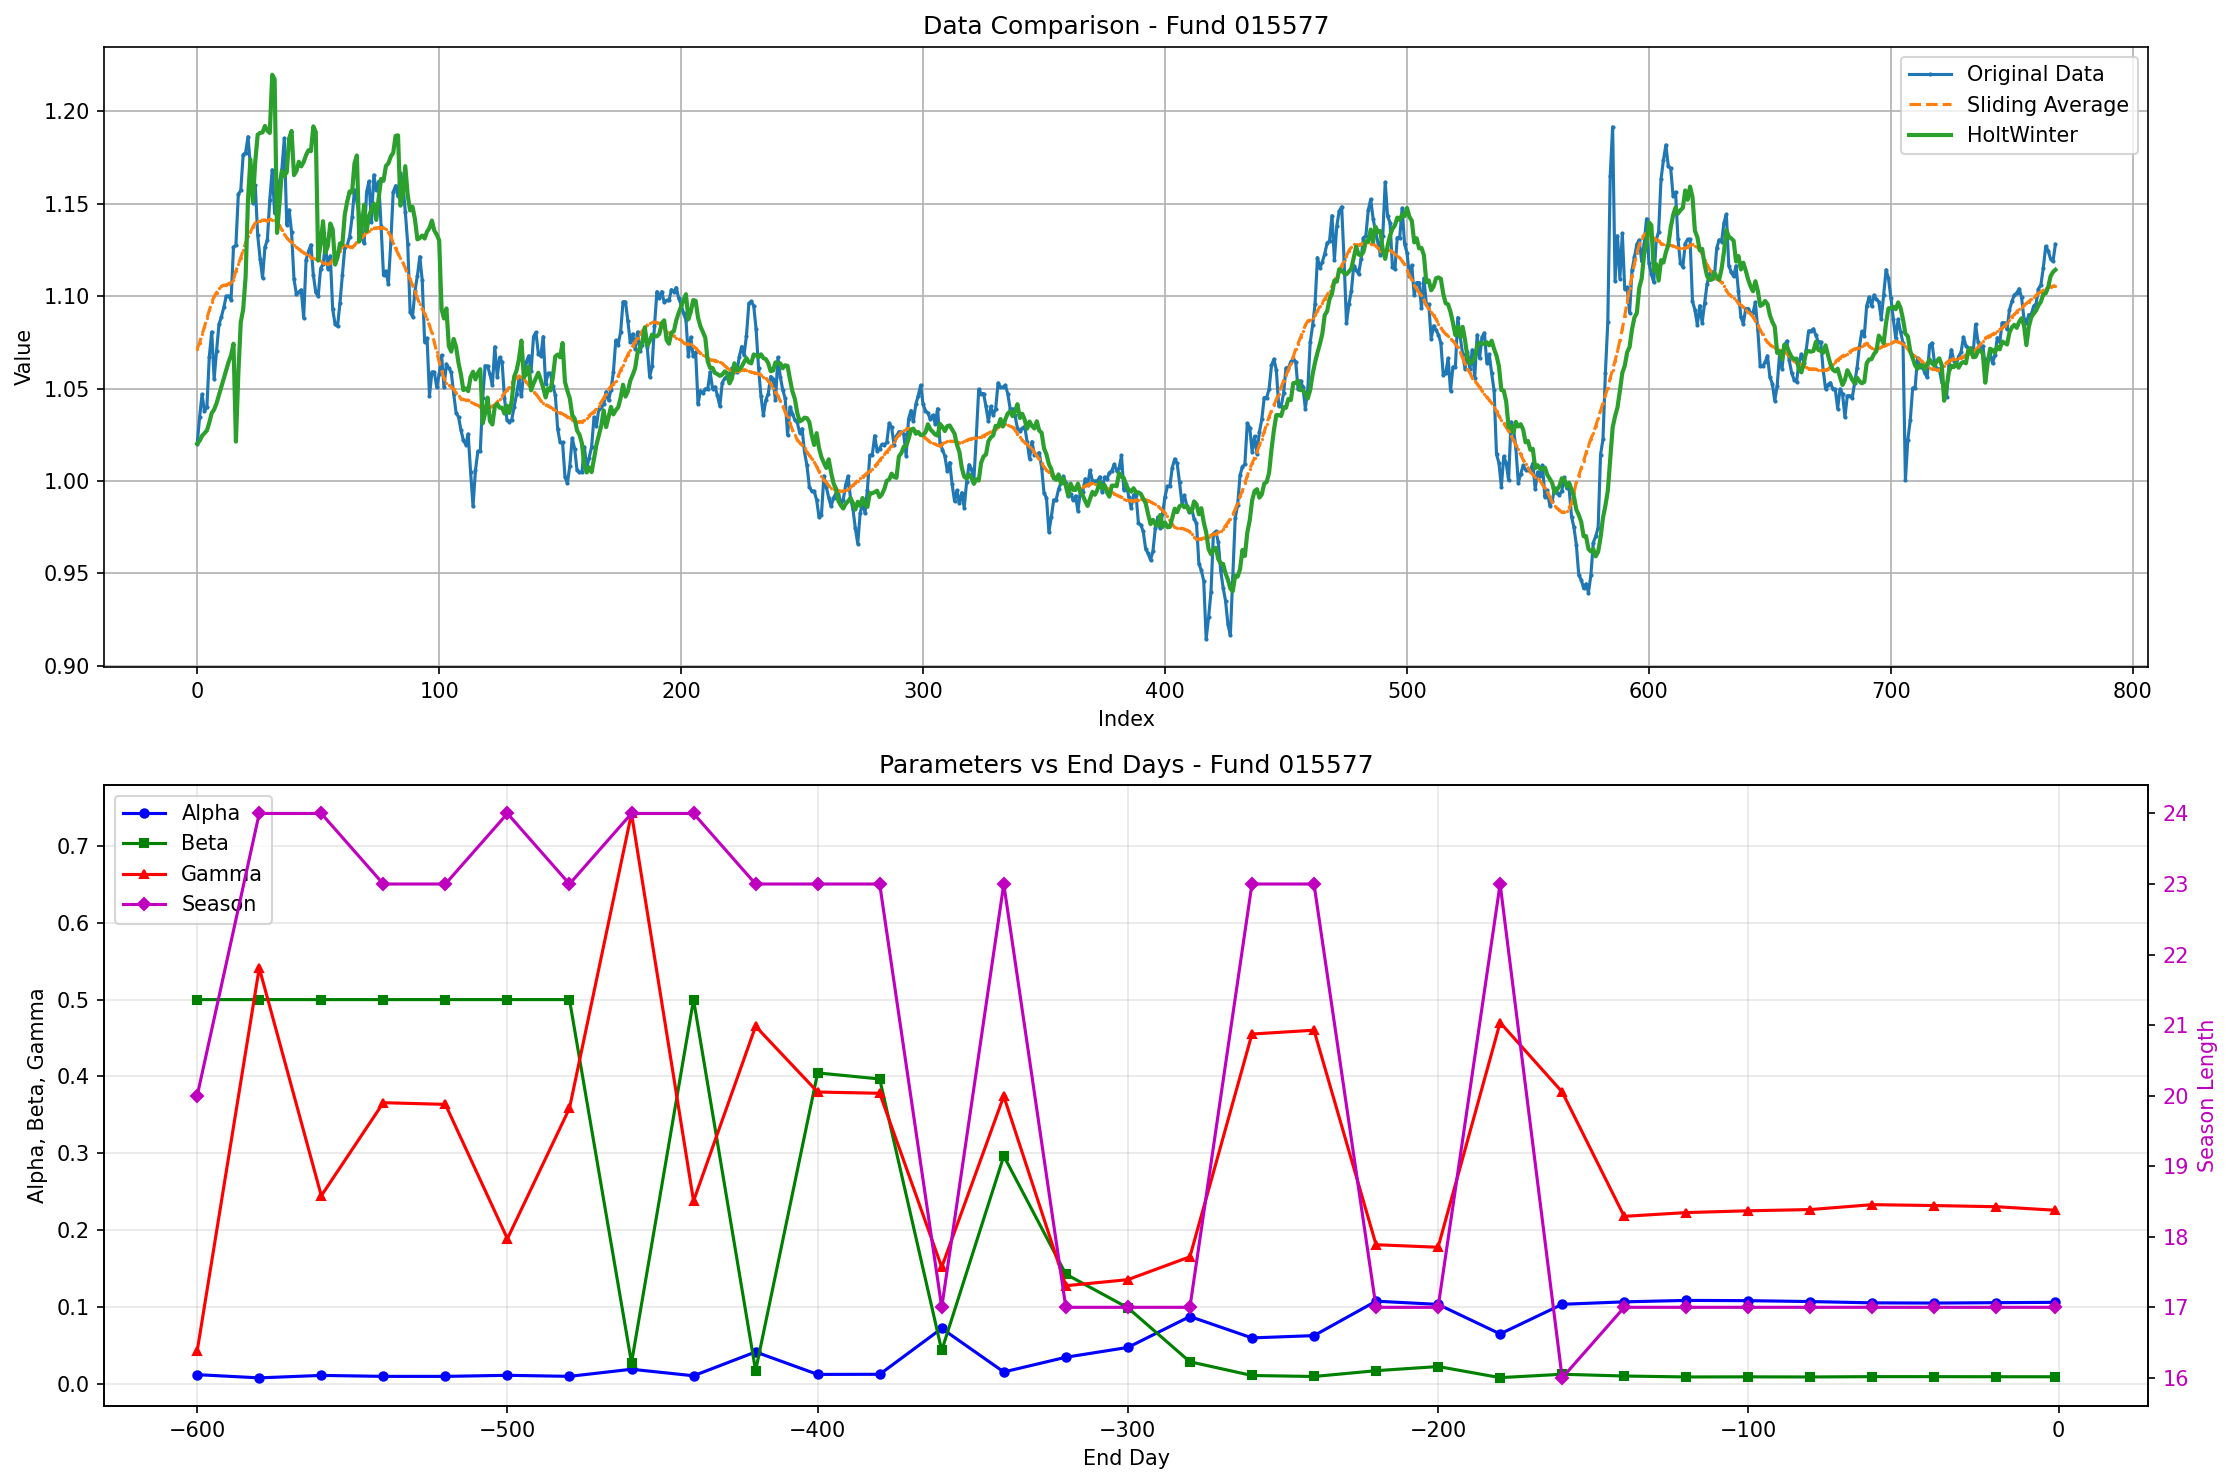 Data Comparison - Fund 015577
Original Data
Sliding Average
HoltWinter
1.20
1.15
1.10
1.05
1.00
0.95
0.90
Value
0 100 200 300 400 500 600 700 800
Index
Parameters vs End Days - Fund 015577
Alpha
Beta
Gamma
Season
0.7
0.6
0.5
0.4
0.3
0.2
0.1
0.0
Alpha, Beta, Gamma
24
23
22
21
20
19
18
17
16
Season Length
−600 −500 −400 −300 −200 −100 0
End Day